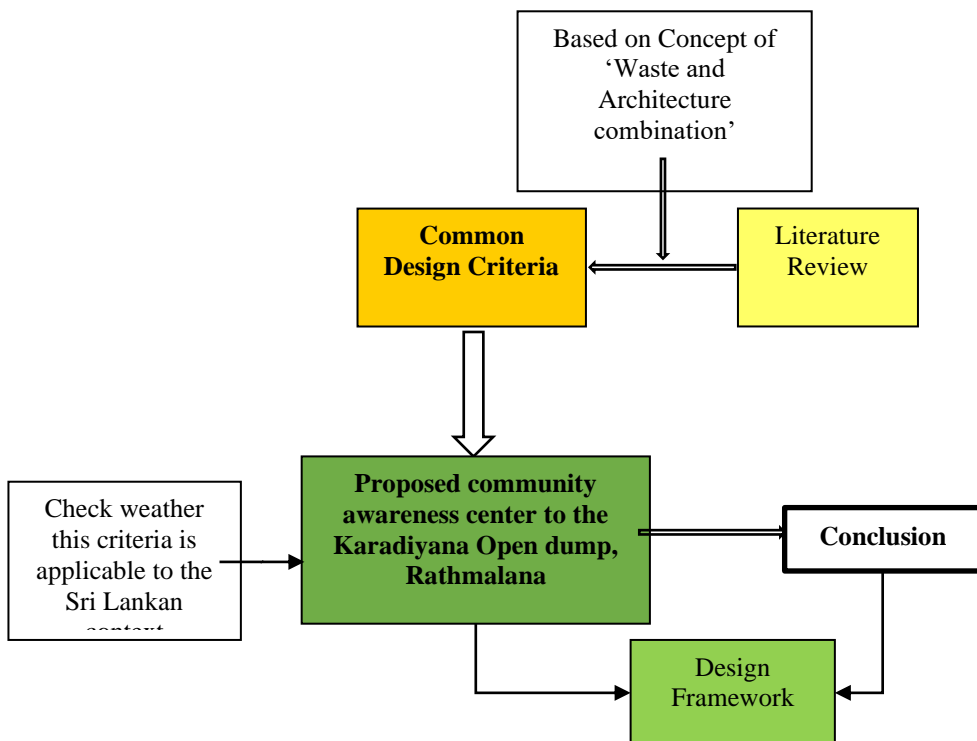 Based on Concept of
‘Waste and
Architecture
combination’
Common
Design Criteria
Literature
Review
Proposed community
awareness center to the
Karadiyana Open dump,
Rathmalana
Check weather
this criteria is
applicable to the
Sri Lankan
context
Conclusion
Design
Framework